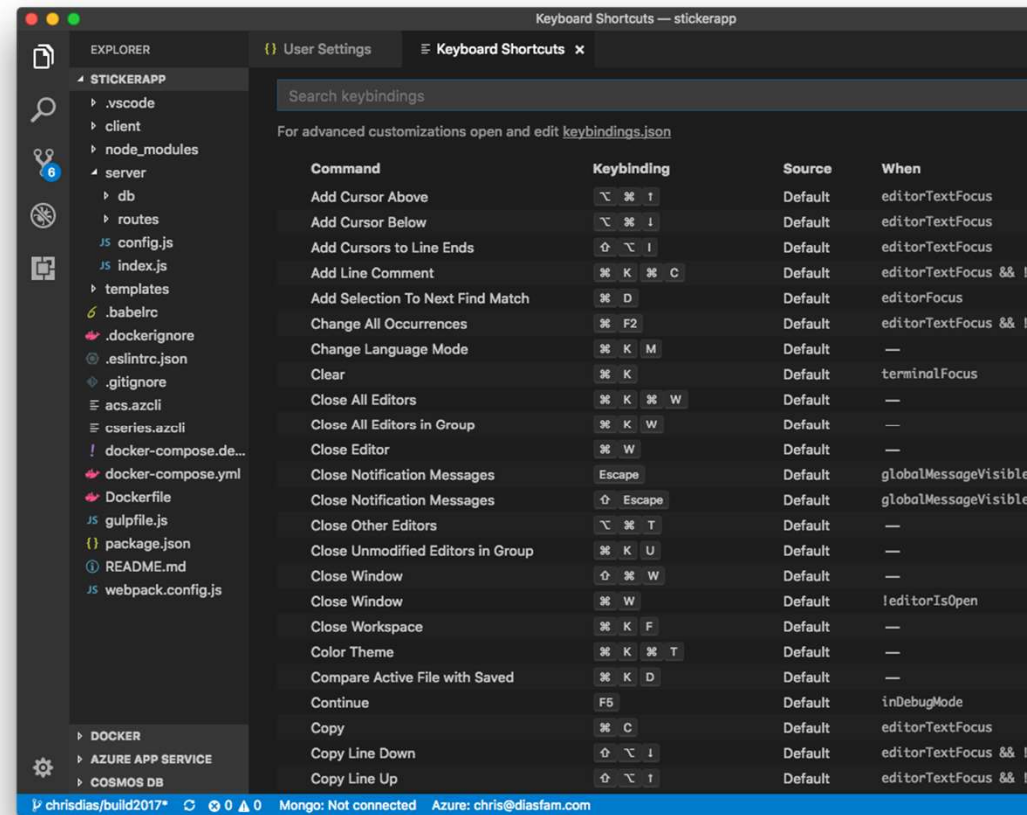 Keyboard Shortcuts — stickerapp
EXPLORER
STICKERAPP
.vscode
client
node_modules
server
db
routes
JS config.js
JS index.js
templates
.babelrc
.dockerignore
.eslintrc.json
.gitignore
acs.azcli
cseries.azcli
! docker-compose.de...
docker-compose.yml
Dockerfile
JS gulpfile.js
{} package.json
README.md
JS webpack.config.js
DOCKER
AZURE APP SERVICE
COSMOS DB
6
{} User Settings
Keyboard Shortcuts ×
Search keybindings
For advanced customizations open and edit keybindings.json
Command Keybinding Source When
Add Cursor Above ⌥ ⌘ ↑ Default editorTextFocus
Add Cursor Below ⌥ ⌘ ↓ Default editorTextFocus
Add Cursors to Line Ends ⇧ ⌥ I Default editorTextFocus
Add Line Comment ⌘ K ⌘ C Default editorTextFocus && !
Add Selection To Next Find Match ⌘ D Default editorFocus
Change All Occurrences ⌘ F2 Default editorTextFocus && !
Change Language Mode ⌘ K M Default —
Clear ⌘ K Default terminalFocus
Close All Editors ⌘ K ⌘ W Default —
Close All Editors in Group ⌘ K W Default —
Close Editor ⌘ W Default —
Close Notification Messages Escape Default globalMessageVisible
Close Notification Messages ⇧ Escape Default globalMessageVisible
Close Other Editors ⌥ ⌘ T Default —
Close Unmodified Editors in Group ⌘ K U Default —
Close Window ⇧ ⌘ W Default —
Close Window ⌘ W Default !editorIsOpen
Close Workspace ⌘ K F Default —
Color Theme ⌘ K ⌘ T Default —
Compare Active File with Saved ⌘ K D Default —
Continue F5 Default inDebugMode
Copy ⌘ C Default editorTextFocus
Copy Line Down ⇧ ⌥ ↓ Default editorTextFocus && !
Copy Line Up ⇧ ⌥ ↑ Default editorTextFocus && !
chrisdias/build2017* 0 0 Mongo: Not connected Azure: chris@diasfam.com